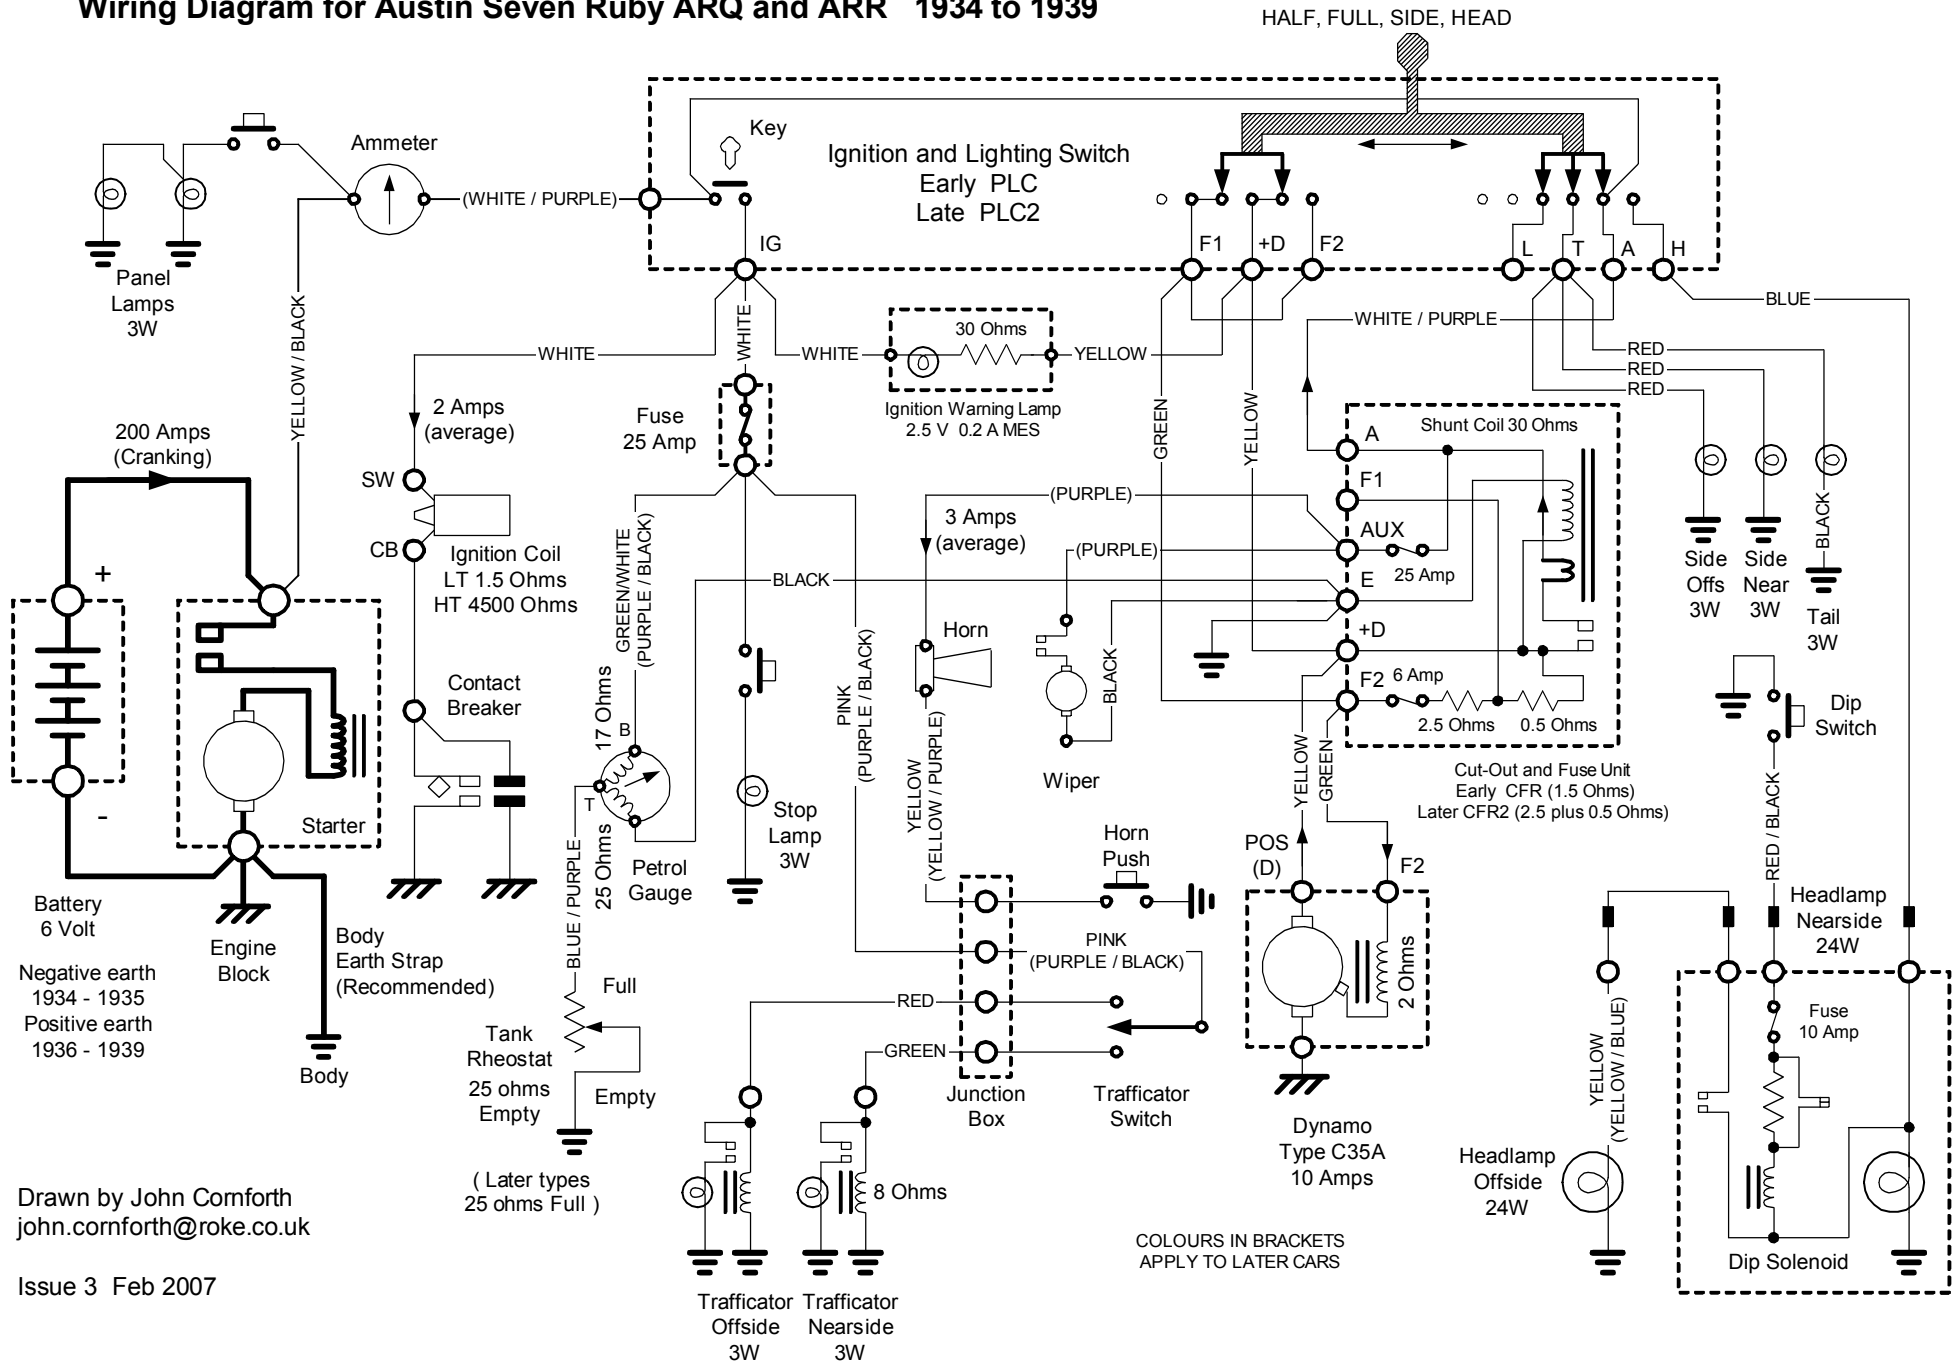 Wiring Diagram for Austin Seven Ruby ARQ and ARR 1934 to 1939
HALF, FULL, SIDE, HEAD
Key
Ignition and Lighting Switch
Early PLC
Late PLC2
Ammeter
(WHITE / PURPLE)
IG
F1
+D
F2
L
T
A
H
Panel
Lamps
3W
YELLOW / BLACK
WHITE
WHITE
WHITE
30 Ohms
YELLOW
Ignition Warning Lamp
2.5 V 0.2 A MES
WHITE / PURPLE
BLUE
RED
RED
RED
Fuse
25 Amp
2 Amps
(average)
200 Amps
(Cranking)
GREEN
YELLOW
A
Shunt Coil 30 Ohms
F1
AUX
25 Amp
E
+D
F2
6 Amp
2.5 Ohms
0.5 Ohms
Cut-Out and Fuse Unit
Early CFR (1.5 Ohms)
Later CFR2 (2.5 plus 0.5 Ohms)
SW
CB
Ignition Coil
LT 1.5 Ohms
HT 4500 Ohms
GREEN/WHITE
(PURPLE / BLACK)
(PURPLE)
3 Amps
(average)
(PURPLE)
BLACK
BLACK
Side
Offs
3W
Side
Near
3W
BLACK
Tail
3W
+
-
Starter
Battery
6 Volt
Negative earth
1934 - 1935
Positive earth
1936 - 1939
Engine
Block
Body
Earth Strap
(Recommended)
Body
Contact
Breaker
17 Ohms
B
T
25 Ohms
Petrol
Gauge
BLUE / PURPLE
Full
Tank
Rheostat
25 ohms
Empty
Empty
( Later types
25 ohms Full )
Stop
Lamp
3W
PINK
(PURPLE / BLACK)
Horn
YELLOW
(YELLOW / PURPLE)
Wiper
Horn
Push
PINK
(PURPLE / BLACK)
RED
GREEN
Junction
Box
Trafficator
Switch
YELLOW
GREEN
POS
(D)
F2
2 Ohms
Dynamo
Type C35A
10 Amps
Dip
Switch
RED / BLACK
Headlamp
Nearside
24W
Fuse
10 Amp
YELLOW
(YELLOW / BLUE)
Headlamp
Offside
24W
Dip Solenoid
8 Ohms
Trafficator
Offside
3W
Trafficator
Nearside
3W
COLOURS IN BRACKETS
APPLY TO LATER CARS
Drawn by John Cornforth
john.cornforth@roke.co.uk
Issue 3 Feb 2007